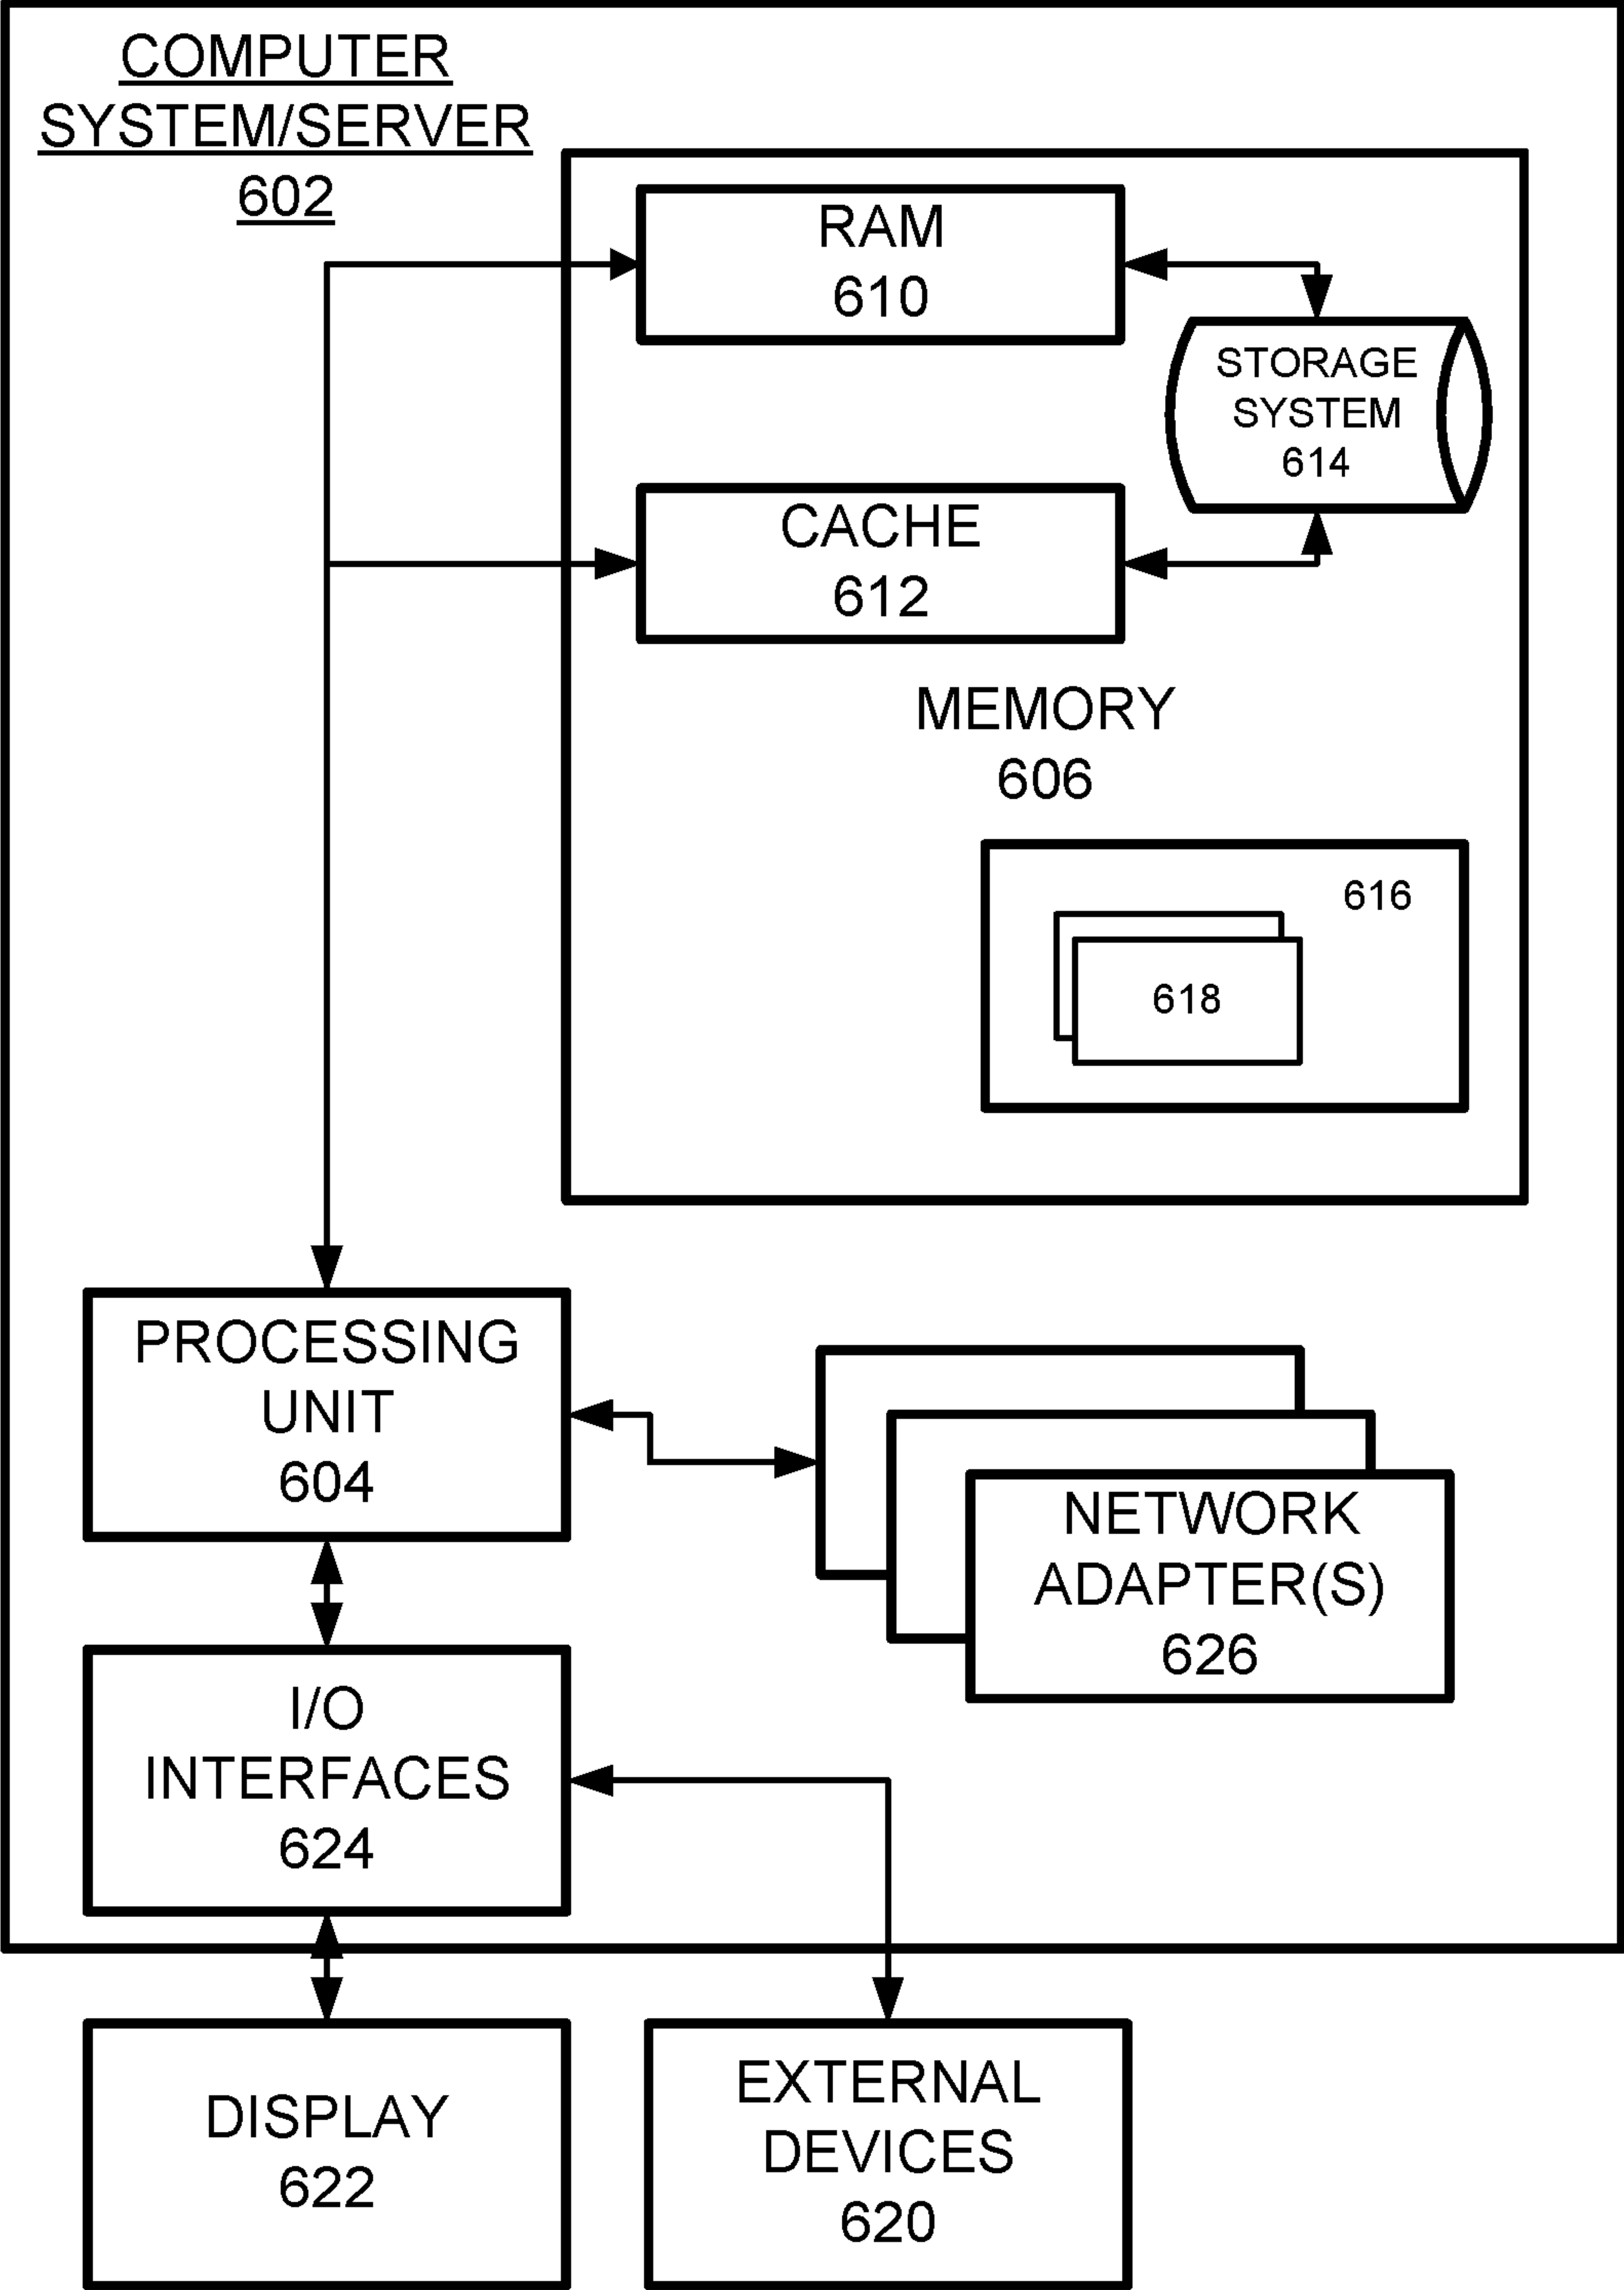 COMPUTER
SYSTEM/SERVER
602
RAM
610
STORAGE
SYSTEM
614
CACHE
612
MEMORY
606
616
618
PROCESSING
UNIT
604
NETWORK
ADAPTER(S)
626
I/O
INTERFACES
624
DISPLAY
622
EXTERNAL
DEVICES
620